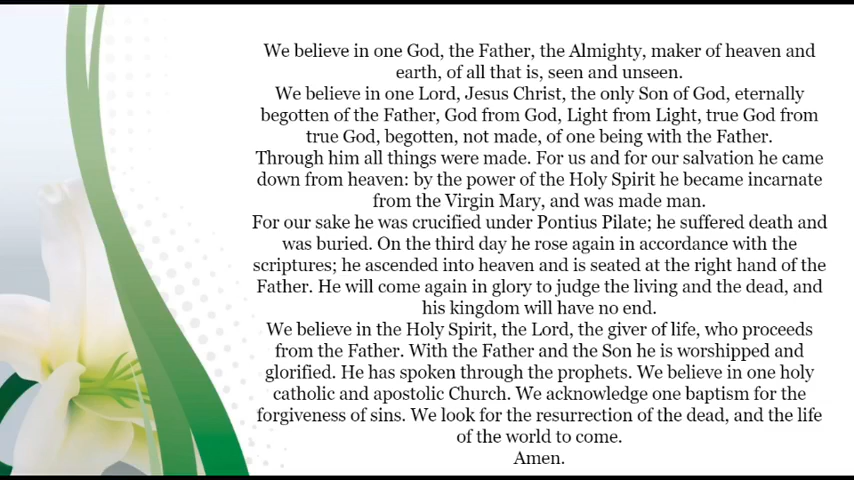 We believe in one God, the Father, the Almighty, maker of heaven and
earth, of all that is, seen and unseen.
We believe in one Lord, Jesus Christ, the only Son of God, eternally
begotten of the Father, God from God, Light from Light, true God from
true God, begotten, not made, of one being with the Father.
Through him all things were made. For us and for our salvation he came
down from heaven: by the power of the Holy Spirit he became incarnate
from the Virgin Mary, and was made man.
For our sake he was crucified under Pontius Pilate; he suffered death and
was buried. On the third day he rose again in accordance with the
scriptures; he ascended into heaven and is seated at the right hand of the
Father. He will come again in glory to judge the living and the dead, and
his kingdom will have no end.
We believe in the Holy Spirit, the Lord, the giver of life, who proceeds
from the Father. With the Father and the Son he is worshipped and
glorified. He has spoken through the prophets. We believe in one holy
catholic and apostolic Church. We acknowledge one baptism for the
forgiveness of sins. We look for the resurrection of the dead, and the life
of the world to come.
Amen.